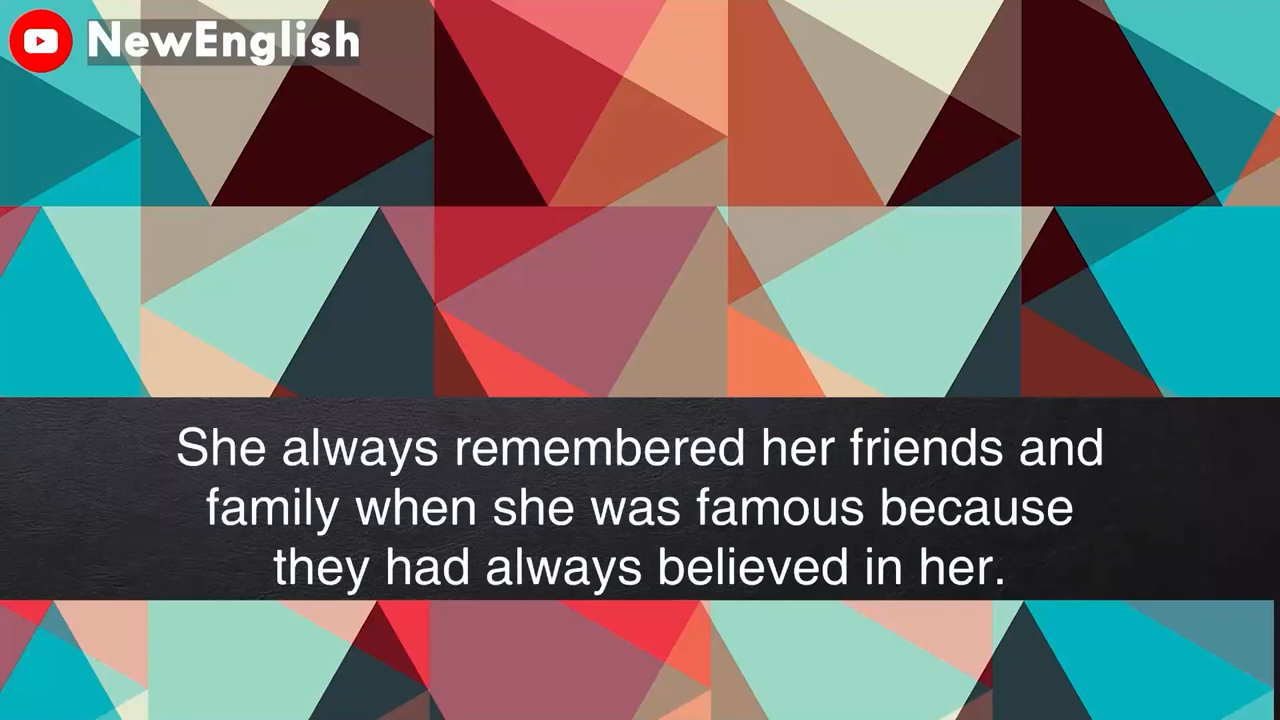 NewEnglish
She always remembered her friends and
family when she was famous because
they had always believed in her.